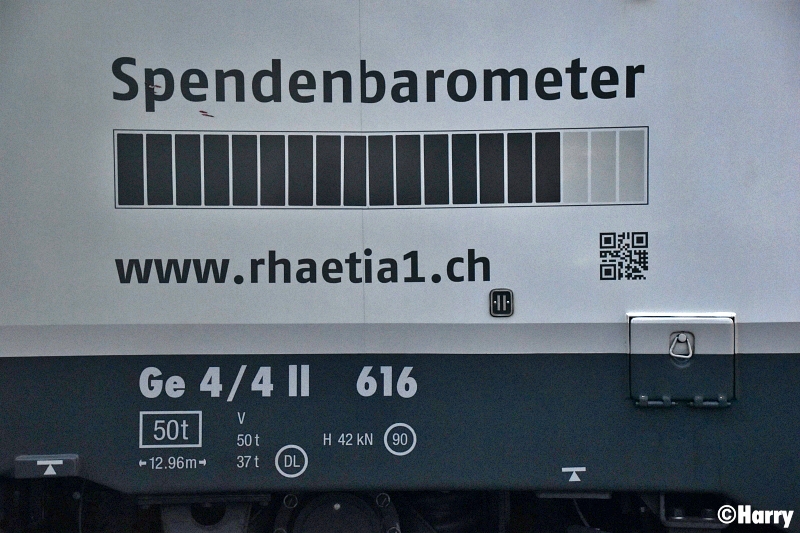 Spendenbarometer
www.rhaetia1.ch
Ge 4/4 II 616
50t
12.96m
V
50 t
37 t
DL
H 42 kN 90
©Harry